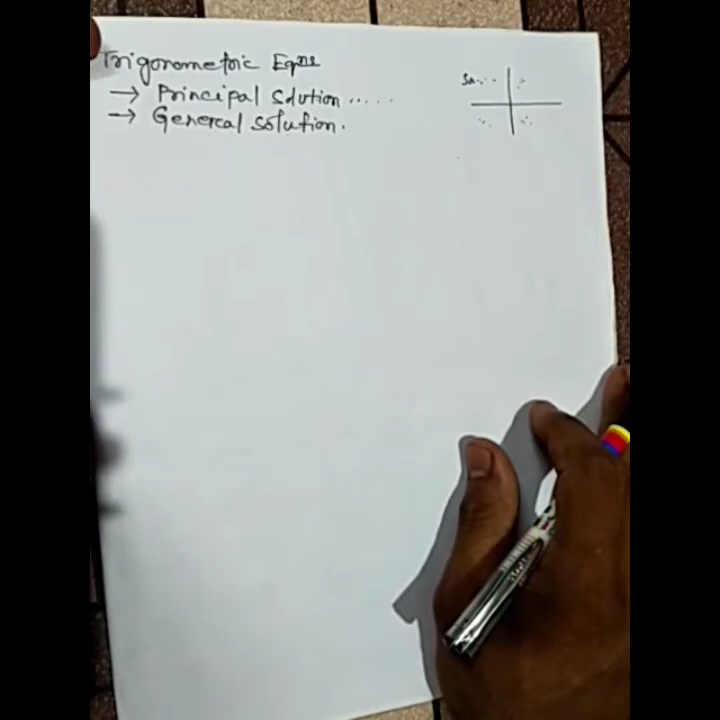 Trigonometric Eqns
→ Principal Solution .....
→ General solution.